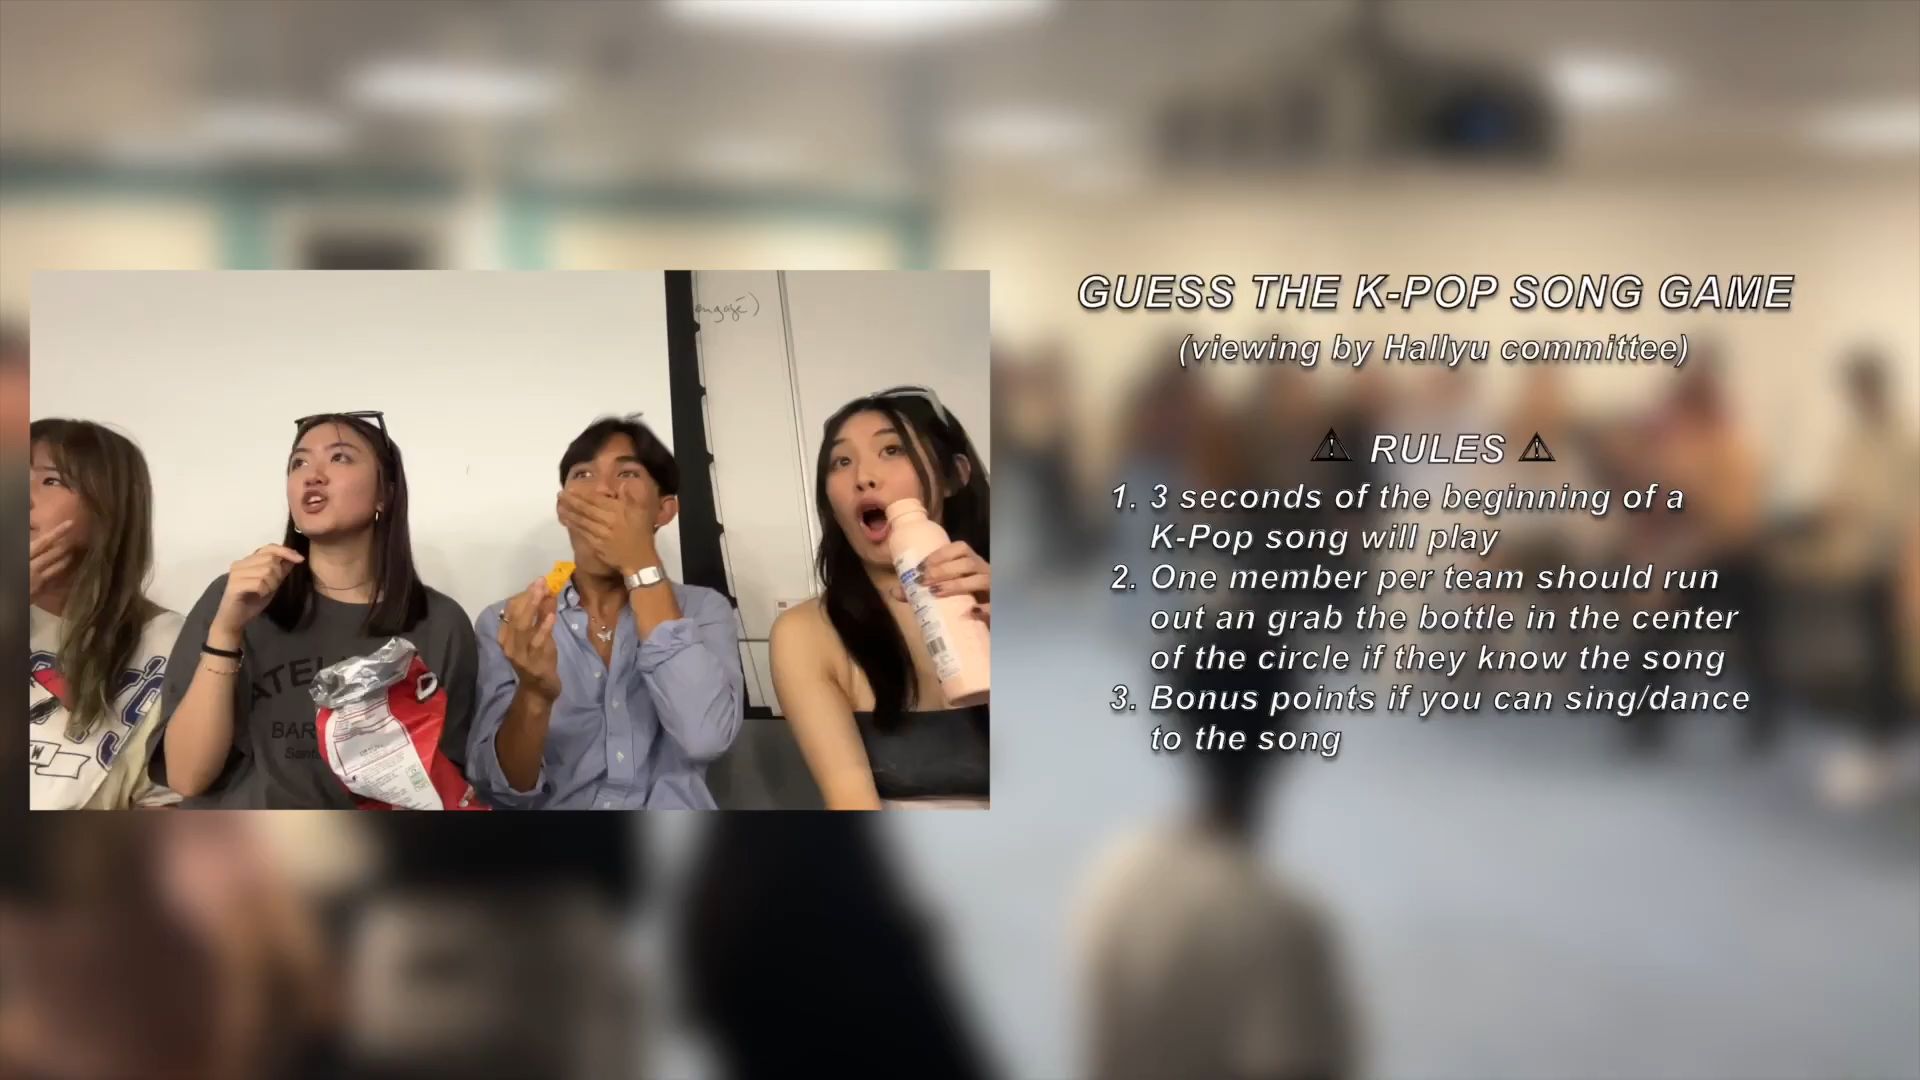 engagé)
GUESS THE K-POP SONG GAME
(viewing by Hallyu committee)
RULES
1. 3 seconds of the beginning of a
K-Pop song will play
2. One member per team should run
out an grab the bottle in the center
of the circle if they know the song
3. Bonus points if you can sing/dance
to the song
BAR